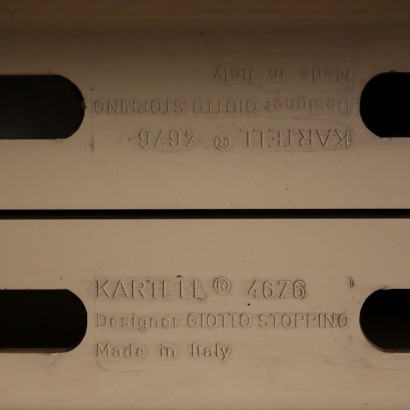 Made in Italy
Designer GIOTTO STOPPINO
KARTELL ® 4676
KARTELL ® 4676
Designer GIOTTO STOPPINO
Made in Italy